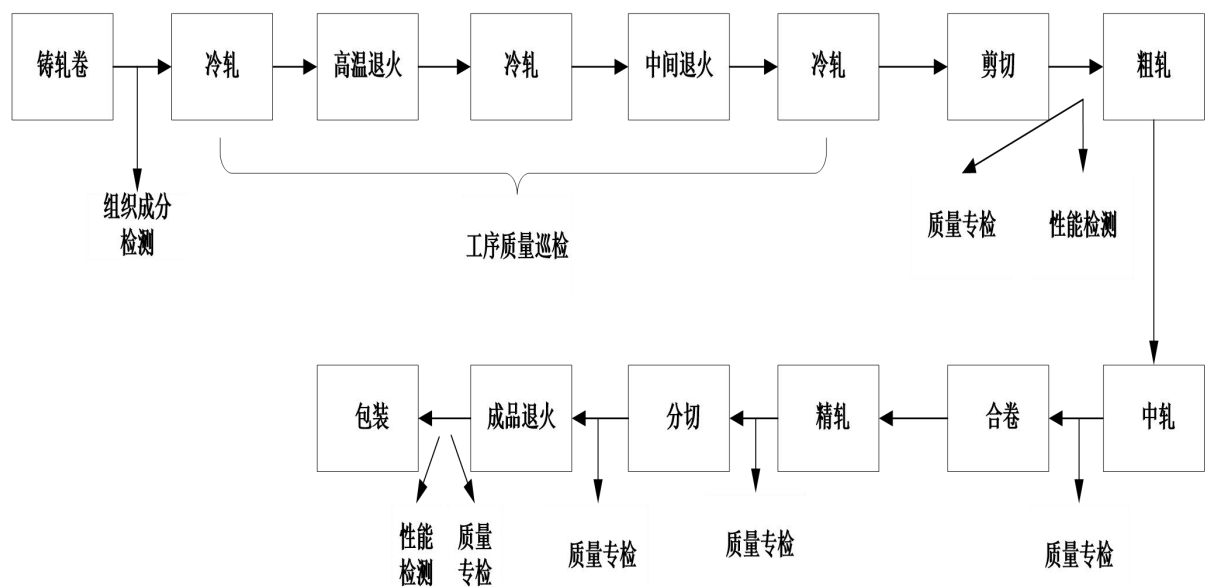 铸轧卷
冷轧
高温退火
冷轧
中间退火
冷轧
剪切
粗轧
组织成分
检测
工序质量巡检
质量专检
性能检测
包装
成品退火
分切
精轧
合卷
中轧
性能
检测
质量
专检
质量专检
质量专检
质量专检